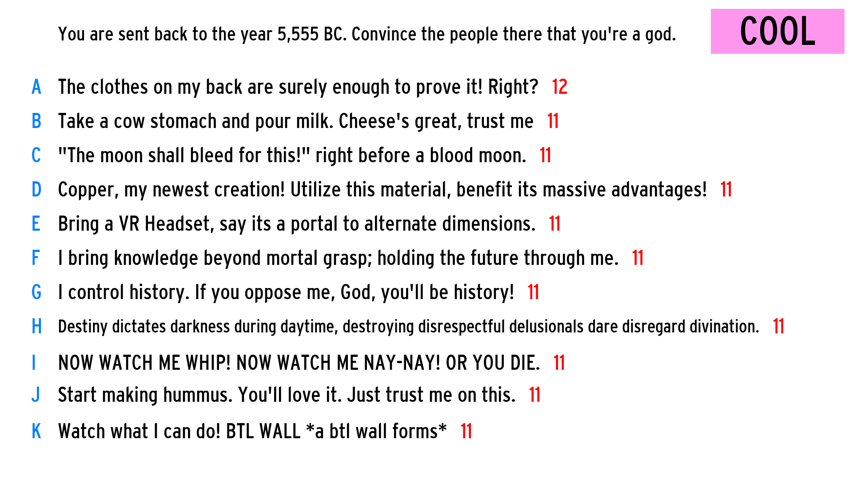 You are sent back to the year 5,555 BC. Convince the people there that you're a god.
COOL
A The clothes on my back are surely enough to prove it! Right? 12
B Take a cow stomach and pour milk. Cheese's great, trust me 11
C "The moon shall bleed for this!" right before a blood moon. 11
D Copper, my newest creation! Utilize this material, benefit its massive advantages! 11
E Bring a VR Headset, say its a portal to alternate dimensions. 11
F I bring knowledge beyond mortal grasp; holding the future through me. 11
G I control history. If you oppose me, God, you'll be history! 11
H Destiny dictates darkness during daytime, destroying disrespectful delusionals dare disregard divination. 11
I NOW WATCH ME WHIP! NOW WATCH ME NAY-NAY! OR YOU DIE. 11
J Start making hummus. You'll love it. Just trust me on this. 11
K Watch what I can do! BTL WALL *a btl wall forms* 11